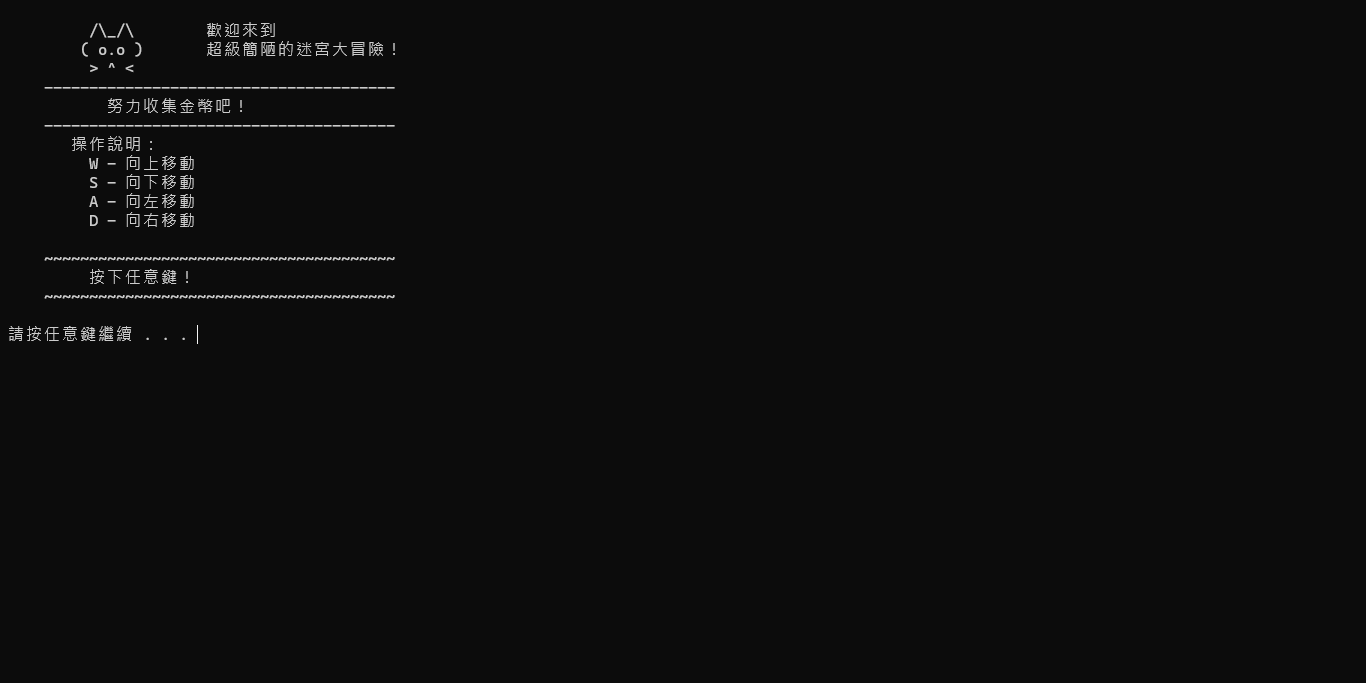 /\_/\        歡迎來到
( o.o )       超級簡陋的迷宮大冒險！
> ^ <
---------------------------------------
努力收集金幣吧！
---------------------------------------
操作說明：
W - 向上移動
S - 向下移動
A - 向左移動
D - 向右移動
~~~~~~~~~~~~~~~~~~~~~~~~~~~~~~~~~~~~~~~
按下任意鍵！
~~~~~~~~~~~~~~~~~~~~~~~~~~~~~~~~~~~~~~~
請按任意鍵繼續 . . .